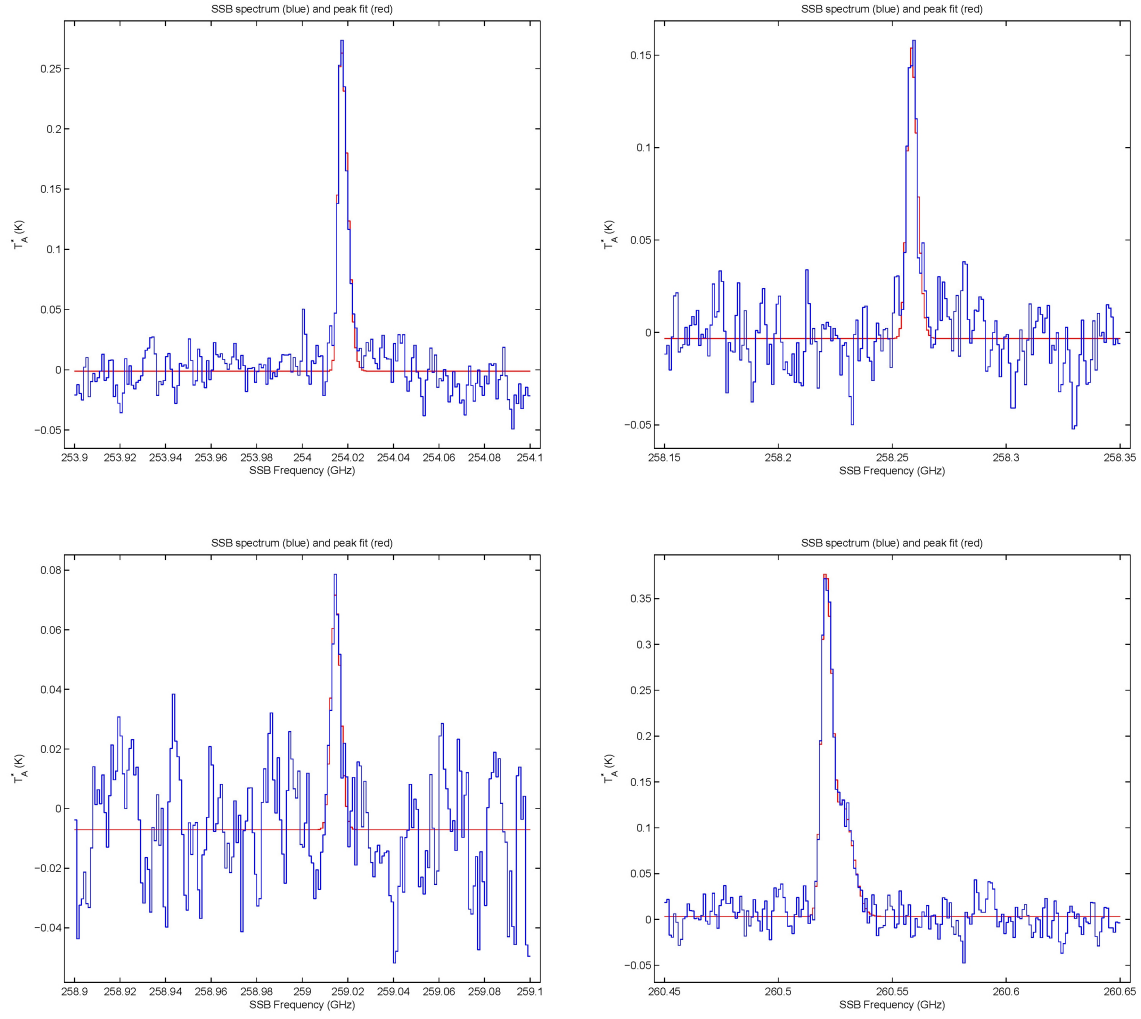 SSB spectrum (blue) and peak fit (red)
0.25
0.2
0.15
0.1
0.05
0
−0.05
T*A (K)
253.9 253.92 253.94 253.96 253.98 254 254.02 254.04 254.06 254.08 254.1
SSB Frequency (GHz)
SSB spectrum (blue) and peak fit (red)
0.15
0.1
0.05
0
−0.05
T*A (K)
258.15 258.2 258.25 258.3 258.35
SSB Frequency (GHz)
SSB spectrum (blue) and peak fit (red)
0.08
0.06
0.04
0.02
0
−0.02
−0.04
T*A (K)
258.9 258.92 258.94 258.96 258.98 259 259.02 259.04 259.06 259.08 259.1
SSB Frequency (GHz)
SSB spectrum (blue) and peak fit (red)
0.35
0.3
0.25
0.2
0.15
0.1
0.05
0
−0.05
T*A (K)
260.45 260.5 260.55 260.6 260.65
SSB Frequency (GHz)